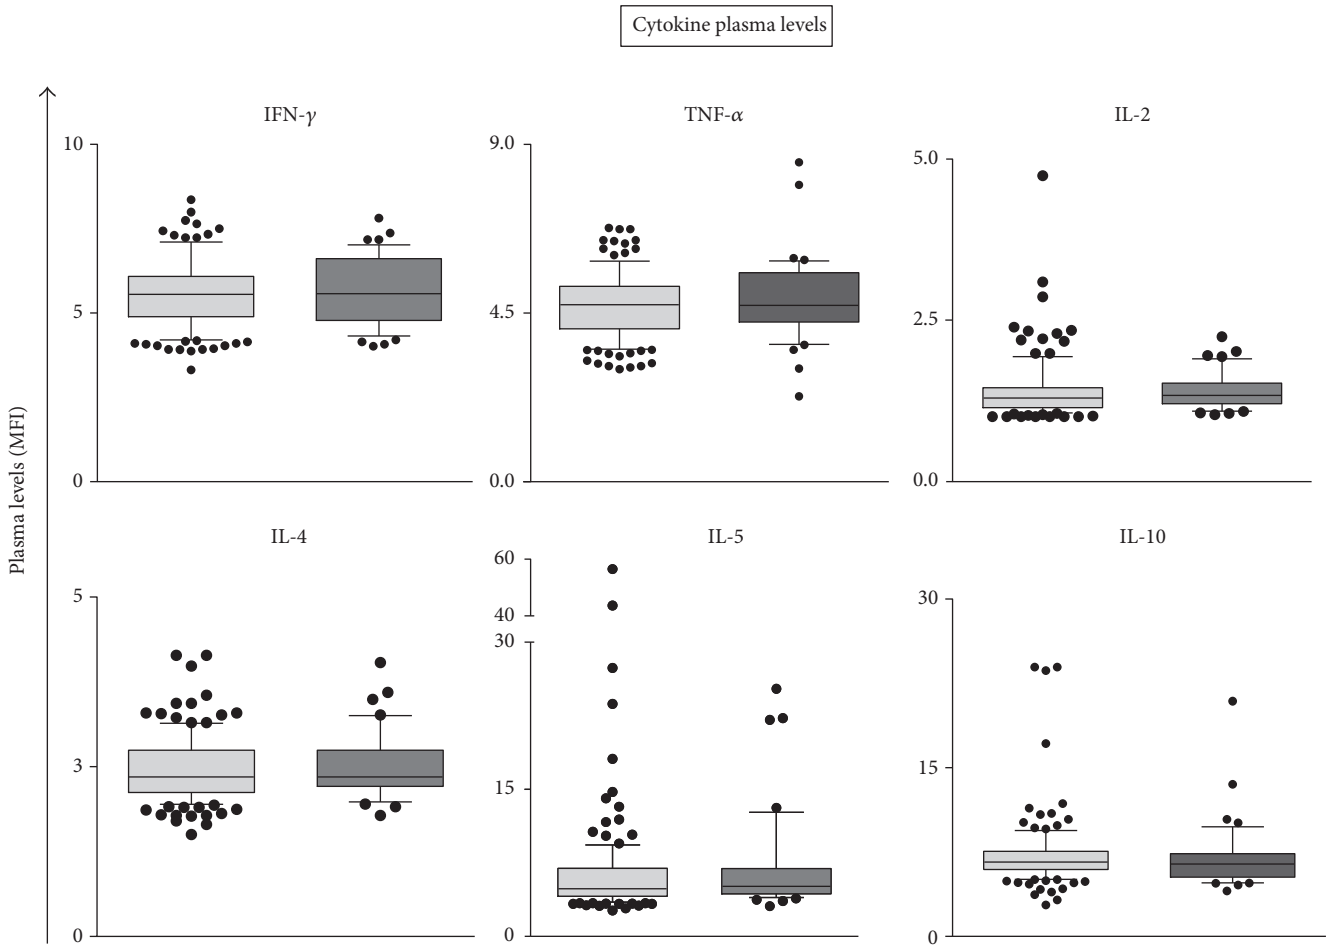 Cytokine plasma levels
Plasma levels (MFI)
IFN-γ
10
5
0
TNF-α
9.0
4.5
0.0
IL-2
5.0
2.5
0.0
IL-4
5
3
0
IL-5
60
40
30
15
0
IL-10
30
15
0